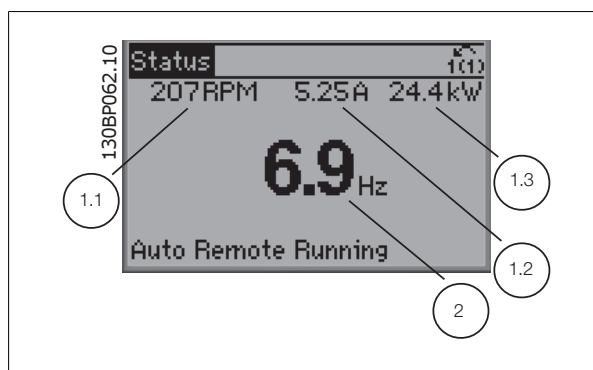 130BP062.10
Status
1(1)
207RPM 5.25A 24.4kW
6.9Hz
Auto Remote Running
1.1
1.3
1.2
2